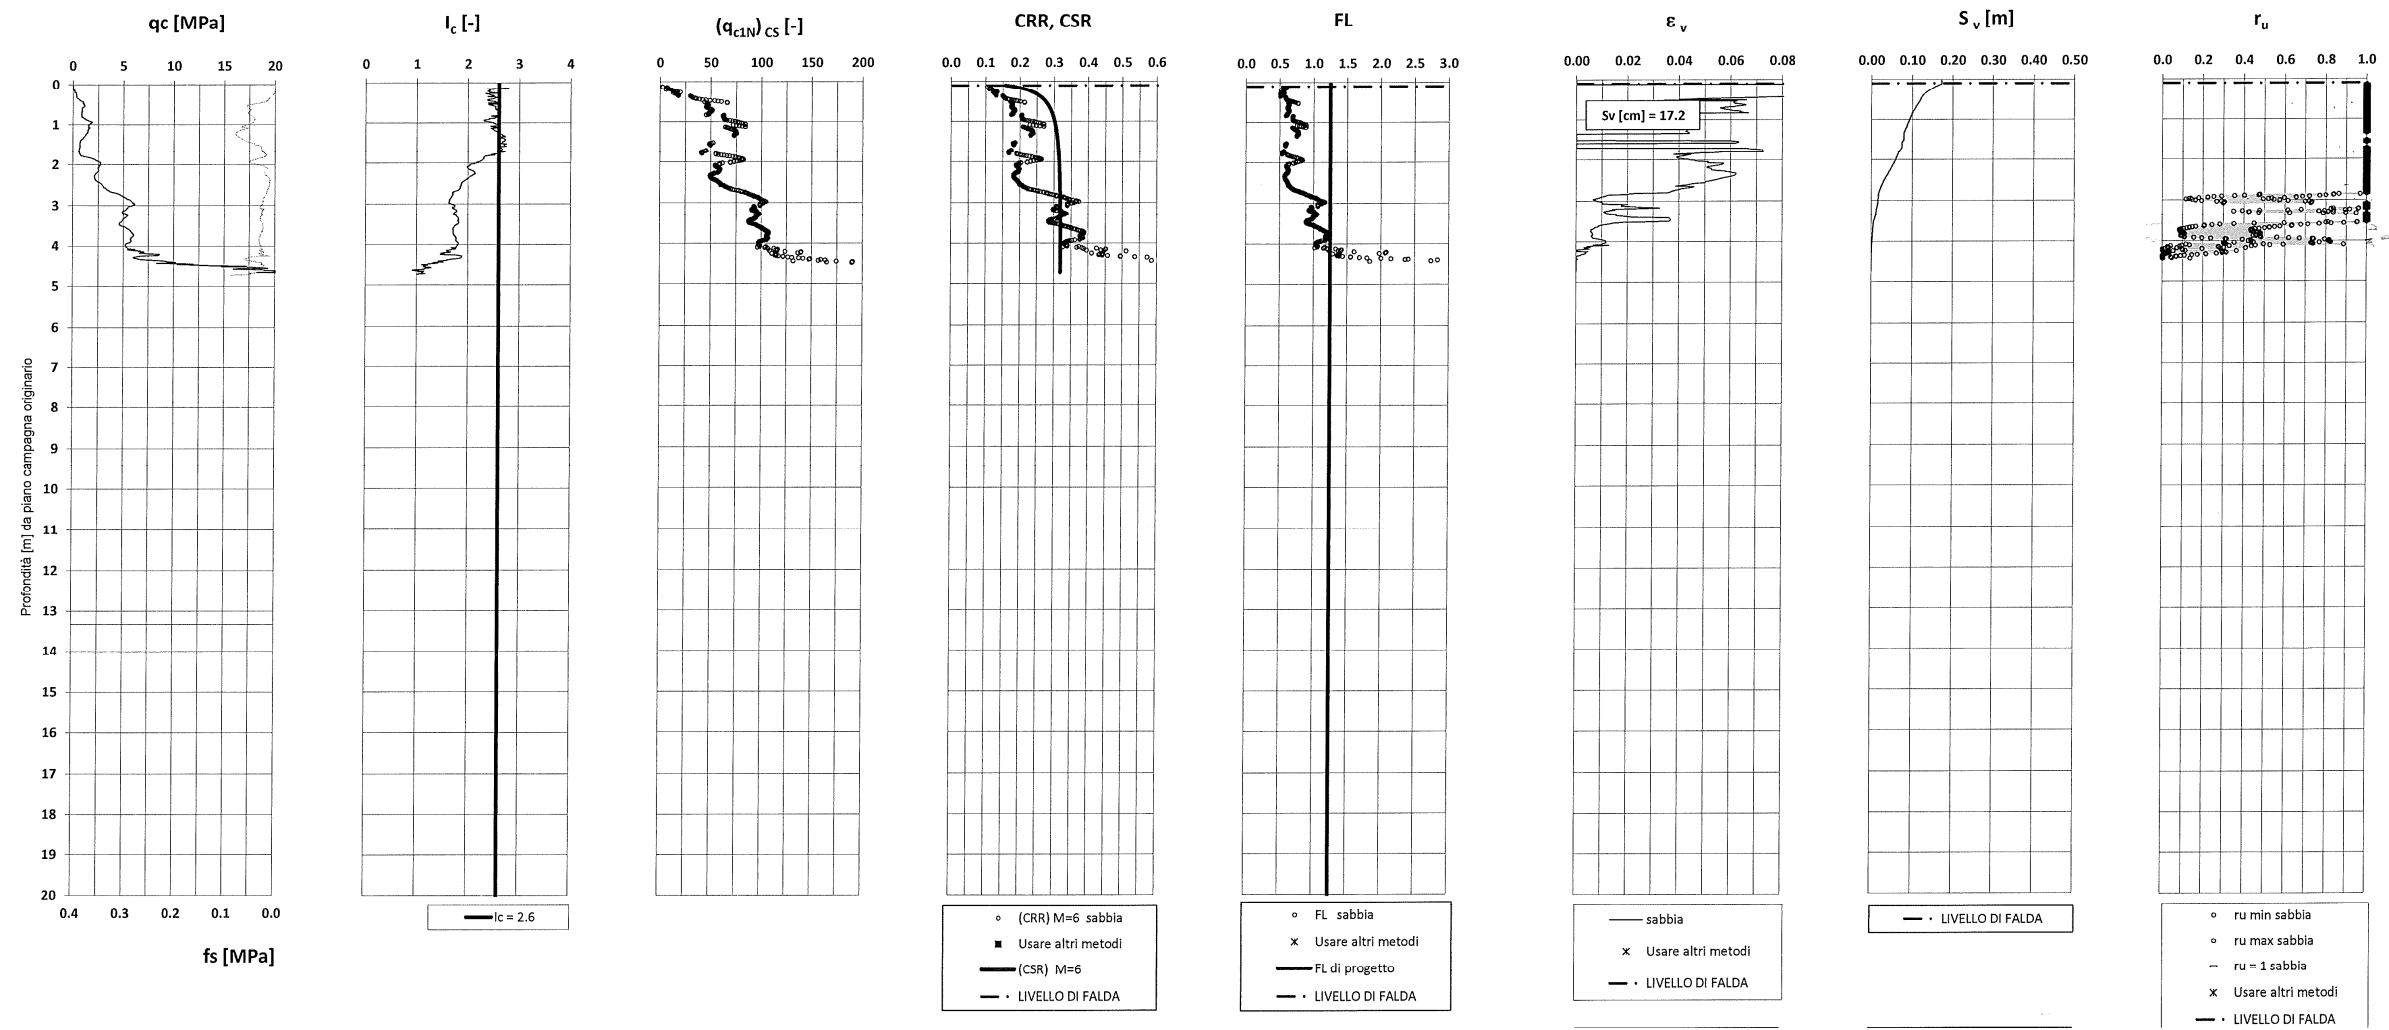 qc [MPa]
Ic [-]
(qc1N) CS [-]
CRR, CSR
FL
ε v
S v [m]
ru
0 5 10 15 20
0 1 2 3 4
0 50 100 150 200
0.0 0.1 0.2 0.3 0.4 0.5 0.6
0.0 0.5 1.0 1.5 2.0 2.5 3.0
0.00 0.02 0.04 0.06 0.08
0.00 0.10 0.20 0.30 0.40 0.50
0.0 0.2 0.4 0.6 0.8 1.0
Profondità [m] da piano campagna originario
0
1
2
3
4
5
6
7
8
9
10
11
12
13
14
15
16
17
18
19
20
0.4 0.3 0.2 0.1 0.0
fs [MPa]
Ic = 2.6
Sv [cm] = 17.2
(CRR) M=6 sabbia
Usare altri metodi
(CSR) M=6
LIVELLO DI FALDA
FL sabbia
Usare altri metodi
FL di progetto
LIVELLO DI FALDA
sabbia
Usare altri metodi
LIVELLO DI FALDA
LIVELLO DI FALDA
ru min sabbia
ru max sabbia
ru = 1 sabbia
Usare altri metodi
LIVELLO DI FALDA